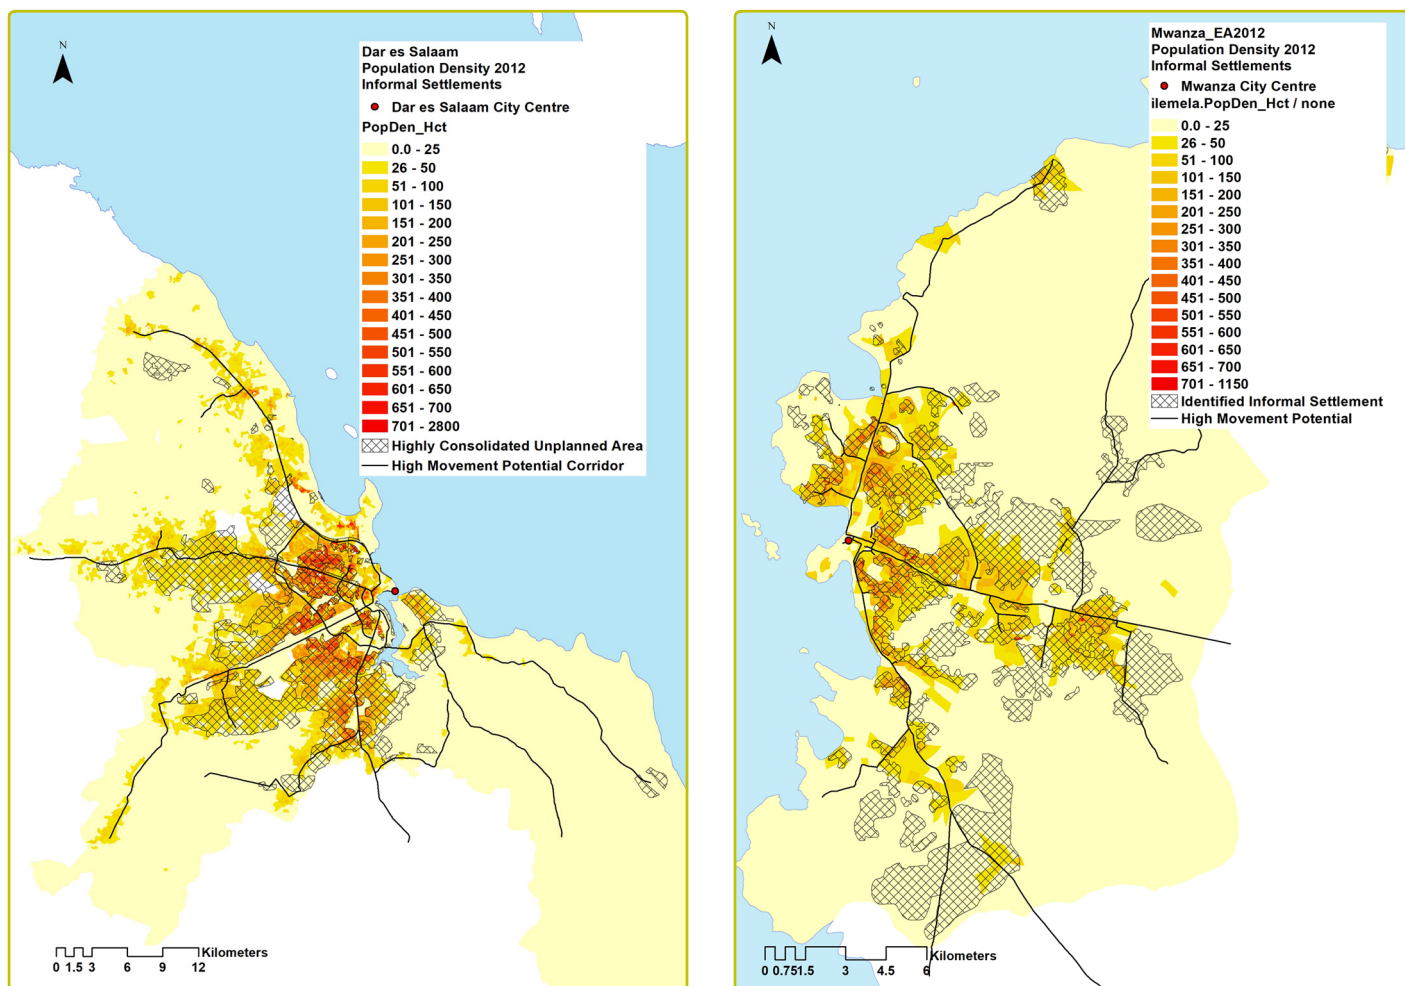 N
Dar es Salaam
Population Density 2012
Informal Settlements
Dar es Salaam City Centre
PopDen_Hct
0.0 - 25
26 - 50
51 - 100
101 - 150
151 - 200
201 - 250
251 - 300
301 - 350
351 - 400
401 - 450
451 - 500
501 - 550
551 - 600
601 - 650
651 - 700
701 - 2800
Highly Consolidated Unplanned Area
High Movement Potential Corridor
Kilometers
0 1.5 3 6 9 12
N
Mwanza_EA2012
Population Density 2012
Informal Settlements
Mwanza City Centre
ilemela.PopDen_Hct / none
0.0 - 25
26 - 50
51 - 100
101 - 150
151 - 200
201 - 250
251 - 300
301 - 350
351 - 400
401 - 450
451 - 500
501 - 550
551 - 600
601 - 650
651 - 700
701 - 1150
Identified Informal Settlement
High Movement Potential
Kilometers
0 0.751.5 3 4.5 6